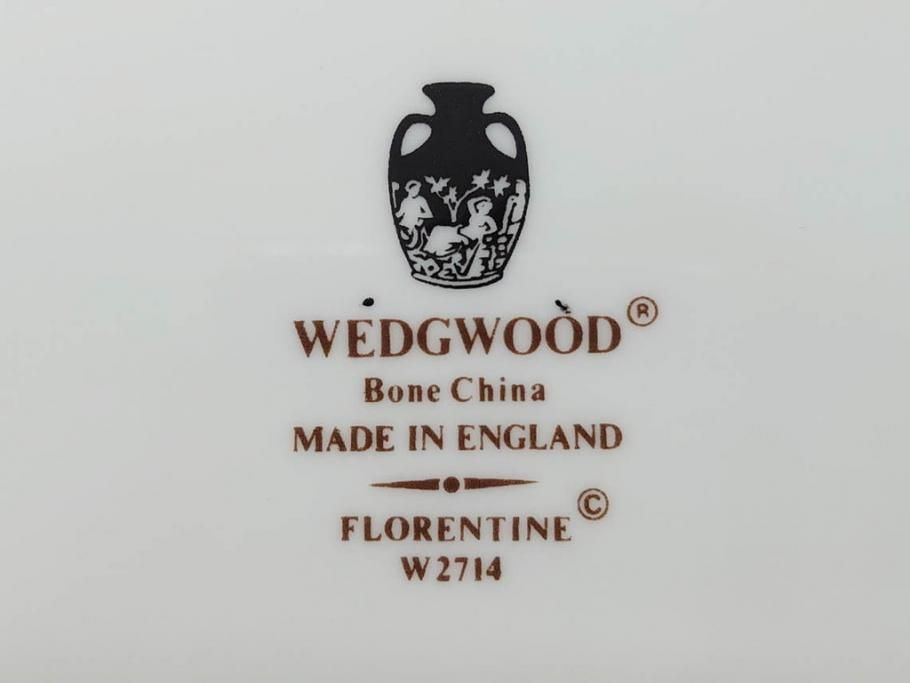 WEDGWOOD®
Bone China
MADE IN ENGLAND
FLORENTINE©
W2714